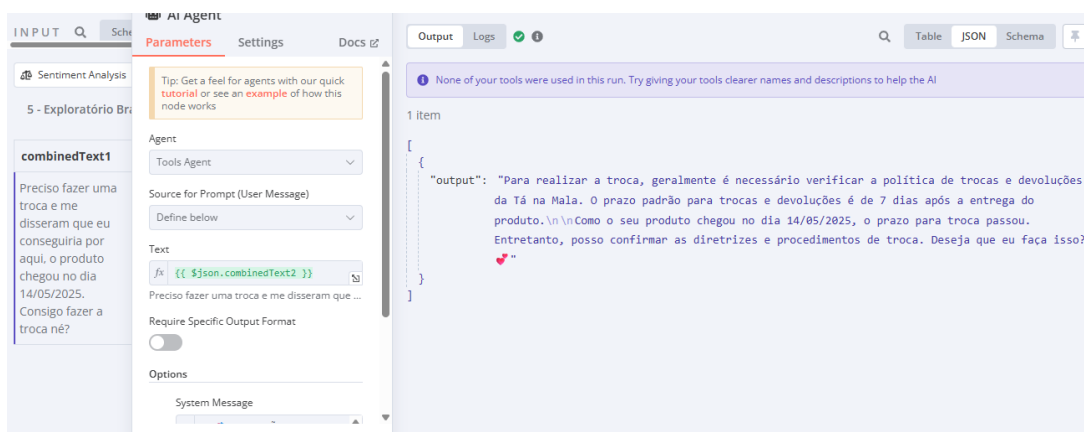 INPUT
Sche
Sentiment Analysis
5 - Exploratório Bra
combinedText1
Preciso fazer uma
troca e me
disseram que eu
conseguiria por
aqui, o produto
chegou no dia
14/05/2025.
Consigo fazer a
troca né?
AI Agent
Parameters Settings Docs
Tip: Get a feel for agents with our quick
tutorial or see an example of how this
node works
Agent
Tools Agent
Source for Prompt (User Message)
Define below
Text
fx {{ $json.combinedText2 }}
Preciso fazer uma troca e me disseram que ...
Require Specific Output Format
Options
System Message
Output Logs
Table JSON Schema
None of your tools were used in this run. Try giving your tools clearer names and descriptions to help the AI
1 item
[
{
"output": "Para realizar a troca, geralmente é necessário verificar a política de trocas e devoluções
da Tá na Mala. O prazo padrão para trocas e devoluções é de 7 dias após a entrega do
produto.\n\nComo o seu produto chegou no dia 14/05/2025, o prazo para troca passou.
Entretanto, posso confirmar as diretrizes e procedimentos de troca. Deseja que eu faça isso?
💕"
}
]